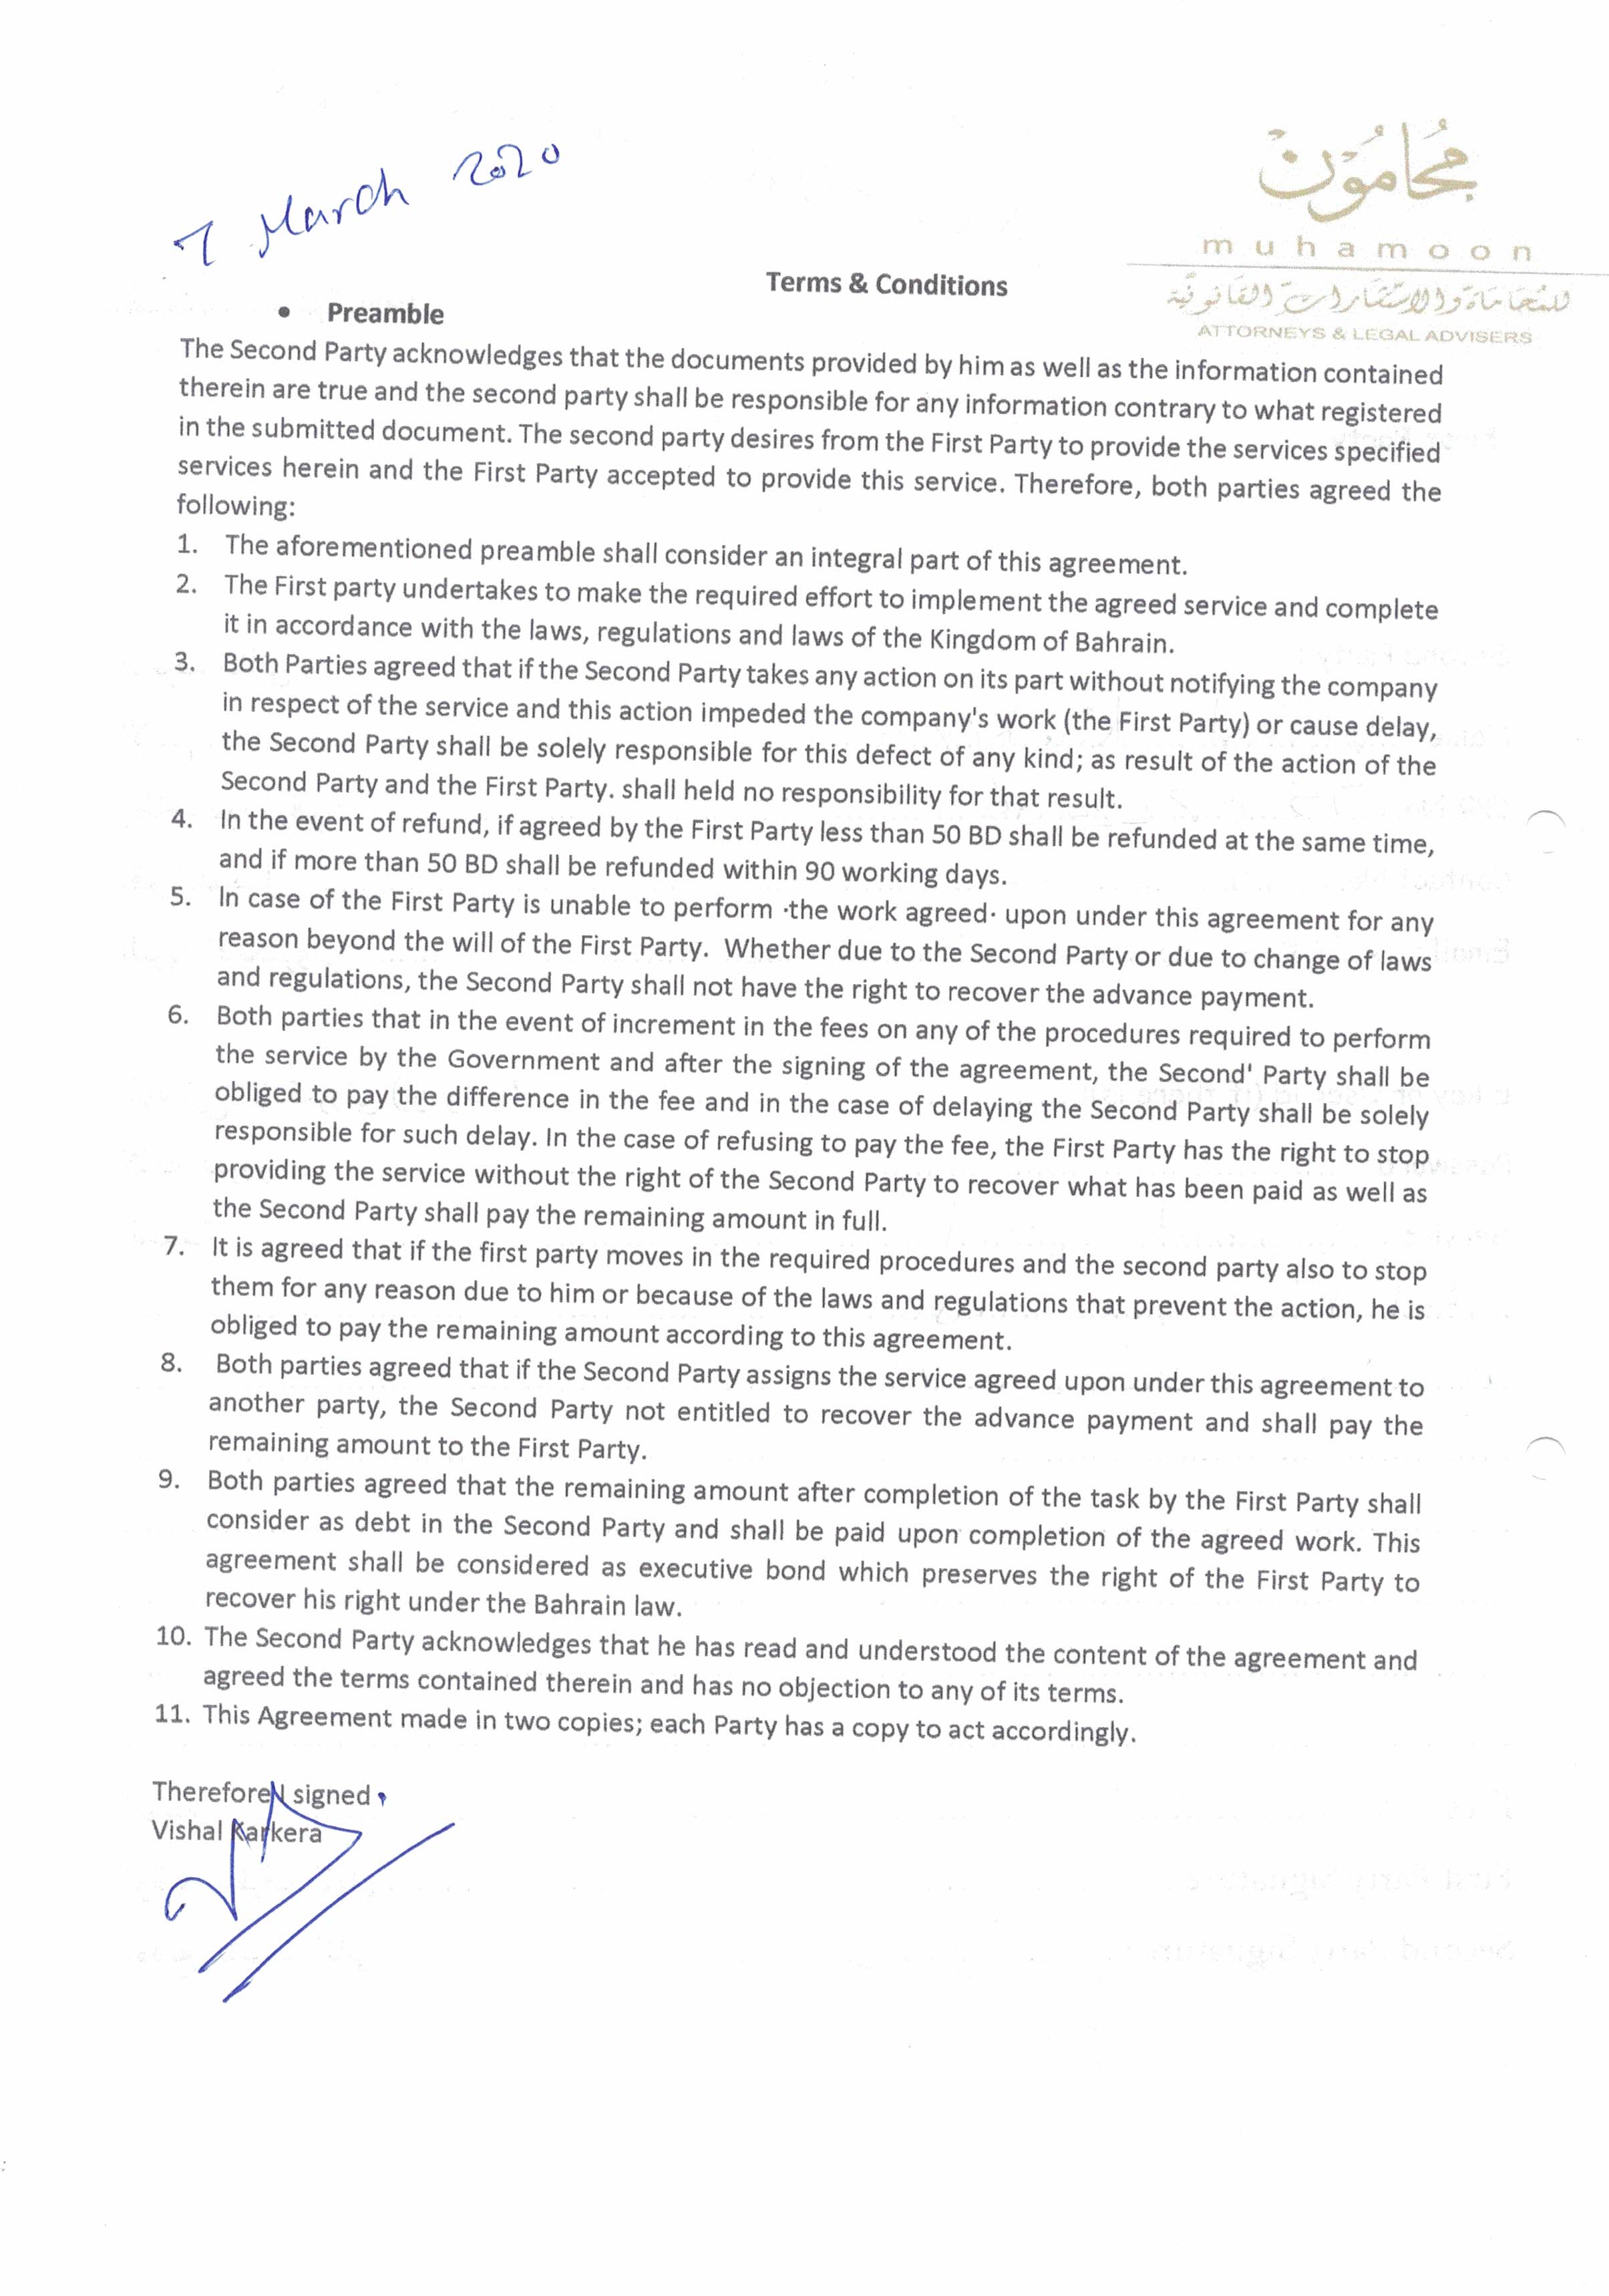 7 March 2020
محامون
muhamoon
للمحاماة والاستشارات القانونية
ATTORNEYS & LEGAL ADVISERS
Terms & Conditions
• Preamble
The Second Party acknowledges that the documents provided by him as well as the information contained
therein are true and the second party shall be responsible for any information contrary to what registered
in the submitted document. The second party desires from the First Party to provide the services specified
services herein and the First Party accepted to provide this service. Therefore, both parties agreed the
following:
1. The aforementioned preamble shall consider an integral part of this agreement.
2. The First party undertakes to make the required effort to implement the agreed service and complete
it in accordance with the laws, regulations and laws of the Kingdom of Bahrain.
3. Both Parties agreed that if the Second Party takes any action on its part without notifying the company
in respect of the service and this action impeded the company's work (the First Party) or cause delay,
the Second Party shall be solely responsible for this defect of any kind; as result of the action of the
Second Party and the First Party. shall held no responsibility for that result.
4. In the event of refund, if agreed by the First Party less than 50 BD shall be refunded at the same time,
and if more than 50 BD shall be refunded within 90 working days.
5. In case of the First Party is unable to perform ·the work agreed· upon under this agreement for any
reason beyond the will of the First Party. Whether due to the Second Party or due to change of laws
and regulations, the Second Party shall not have the right to recover the advance payment.
6. Both parties that in the event of increment in the fees on any of the procedures required to perform
the service by the Government and after the signing of the agreement, the Second' Party shall be
obliged to pay the difference in the fee and in the case of delaying the Second Party shall be solely
responsible for such delay. In the case of refusing to pay the fee, the First Party has the right to stop
providing the service without the right of the Second Party to recover what has been paid as well as
the Second Party shall pay the remaining amount in full.
7. It is agreed that if the first party moves in the required procedures and the second party also to stop
them for any reason due to him or because of the laws and regulations that prevent the action, he is
obliged to pay the remaining amount according to this agreement.
8. Both parties agreed that if the Second Party assigns the service agreed upon under this agreement to
another party, the Second Party not entitled to recover the advance payment and shall pay the
remaining amount to the First Party.
9. Both parties agreed that the remaining amount after completion of the task by the First Party shall
consider as debt in the Second Party and shall be paid upon completion of the agreed work. This
agreement shall be considered as executive bond which preserves the right of the First Party to
recover his right under the Bahrain law.
10. The Second Party acknowledges that he has read and understood the content of the agreement and
agreed the terms contained therein and has no objection to any of its terms.
11. This Agreement made in two copies; each Party has a copy to act accordingly.
Therefore, signed
Vishal Karkera